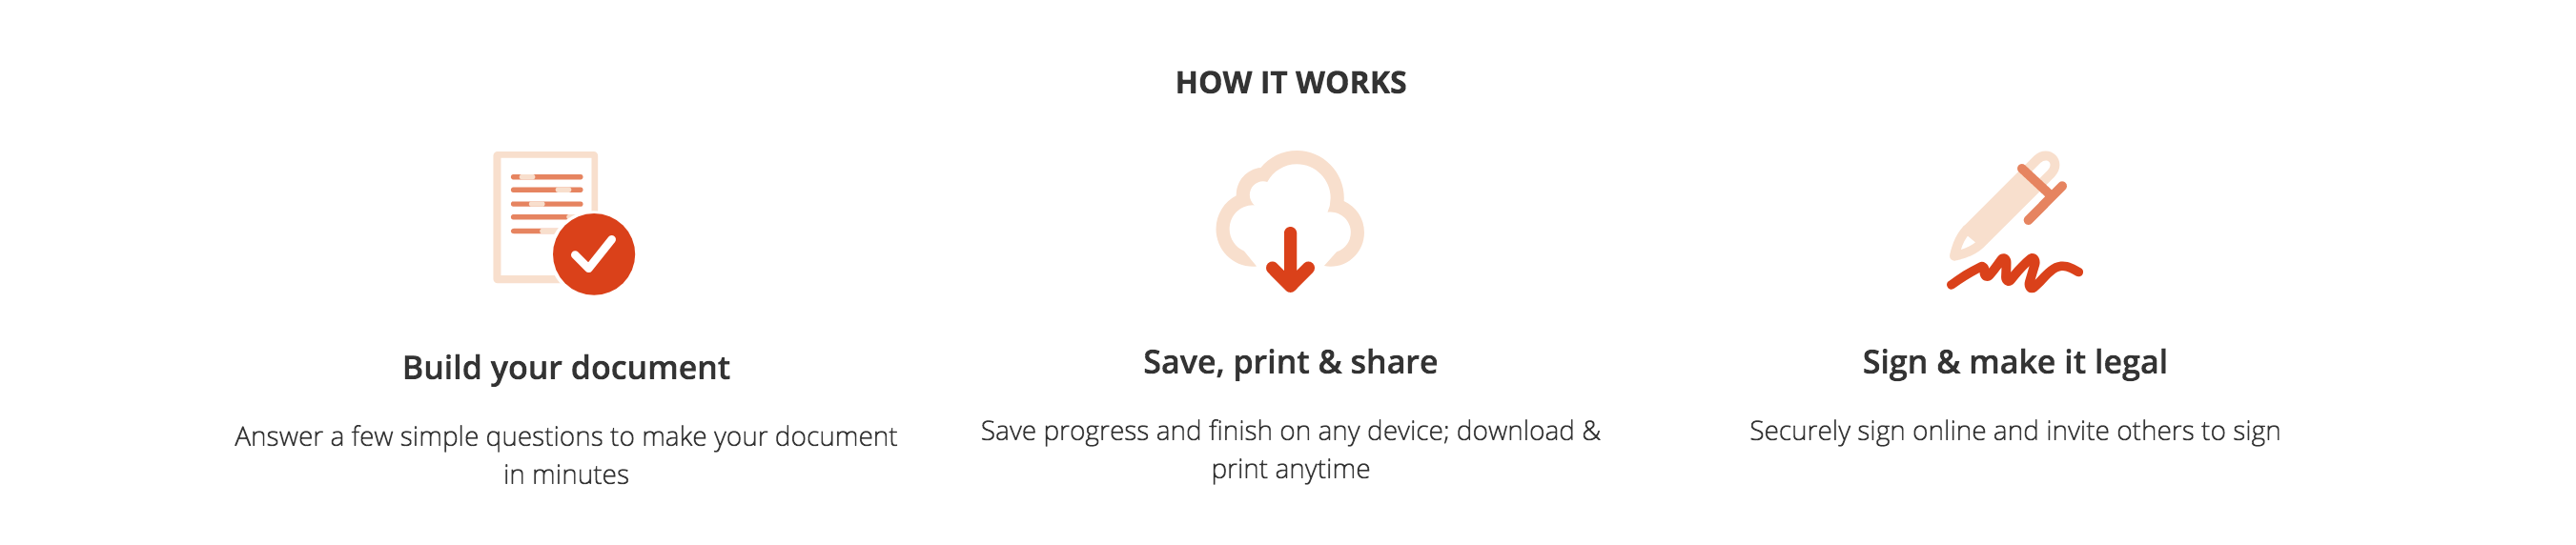 HOW IT WORKS
Build your document
Answer a few simple questions to make your document
in minutes
Save, print & share
Save progress and finish on any device; download &
print anytime
Sign & make it legal
Securely sign online and invite others to sign